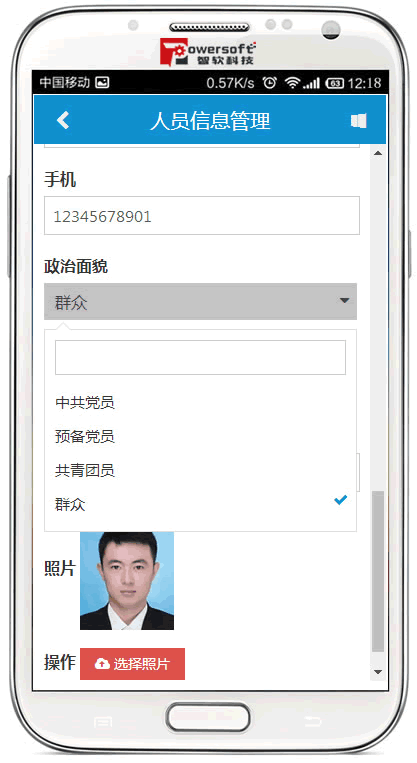 Powersoft
智软科技
中国移动 0.57K/s 63 12:18
人员信息管理
手机
12345678901
政治面貌
群众
中共党员
预备党员
共青团员
群众
照片
操作 选择照片